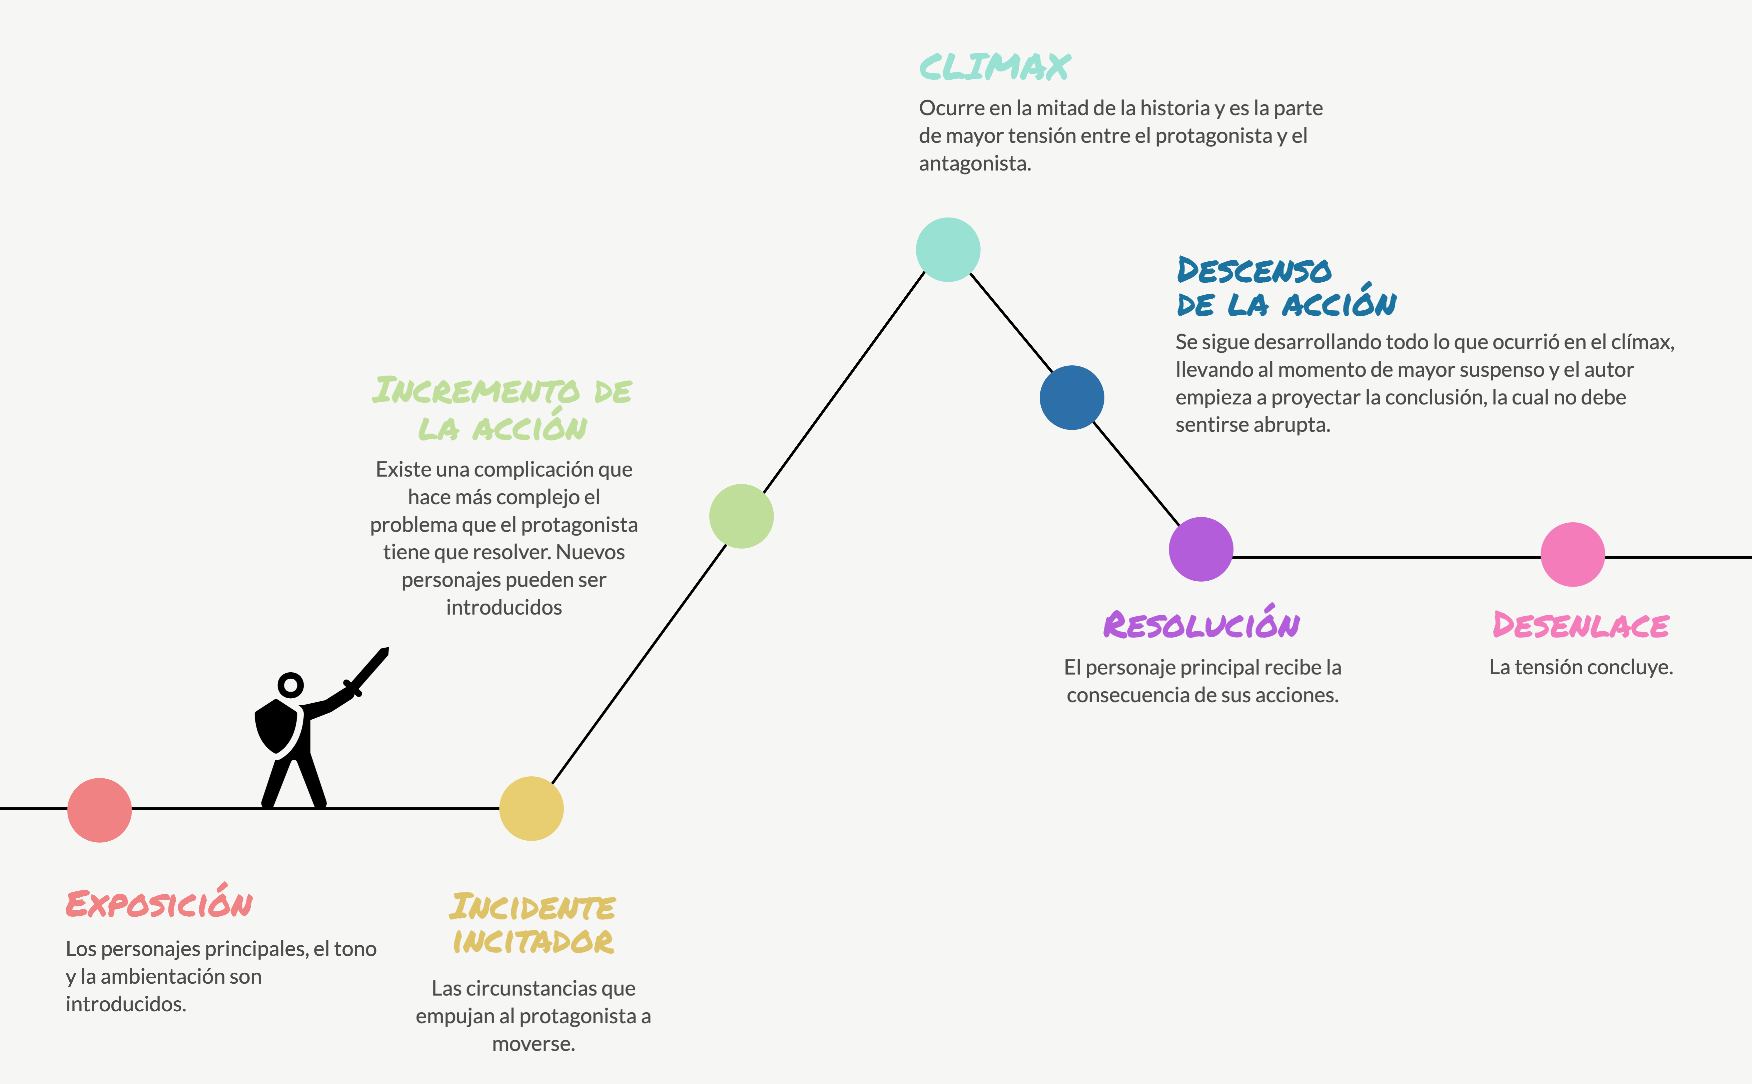 CLIMAX
Ocurre en la mitad de la historia y es la parte
de mayor tensión entre el protagonista y el
antagonista.
DESCENSO
DE LA ACCIÓN
Se sigue desarrollando todo lo que ocurrió en el clímax,
llevando al momento de mayor suspenso y el autor
empieza a proyectar la conclusión, la cual no debe
sentirse abrupta.
INCREMENTO DE
LA ACCIÓN
Existe una complicación que
hace más complejo el
problema que el protagonista
tiene que resolver. Nuevos
personajes pueden ser
introducidos
RESOLUCIÓN
El personaje principal recibe la
consecuencia de sus acciones.
DESENLACE
La tensión concluye.
EXPOSICIÓN
Los personajes principales, el tono
y la ambientación son
introducidos.
INCIDENTE
INCITADOR
Las circunstancias que
empujan al protagonista a
moverse.